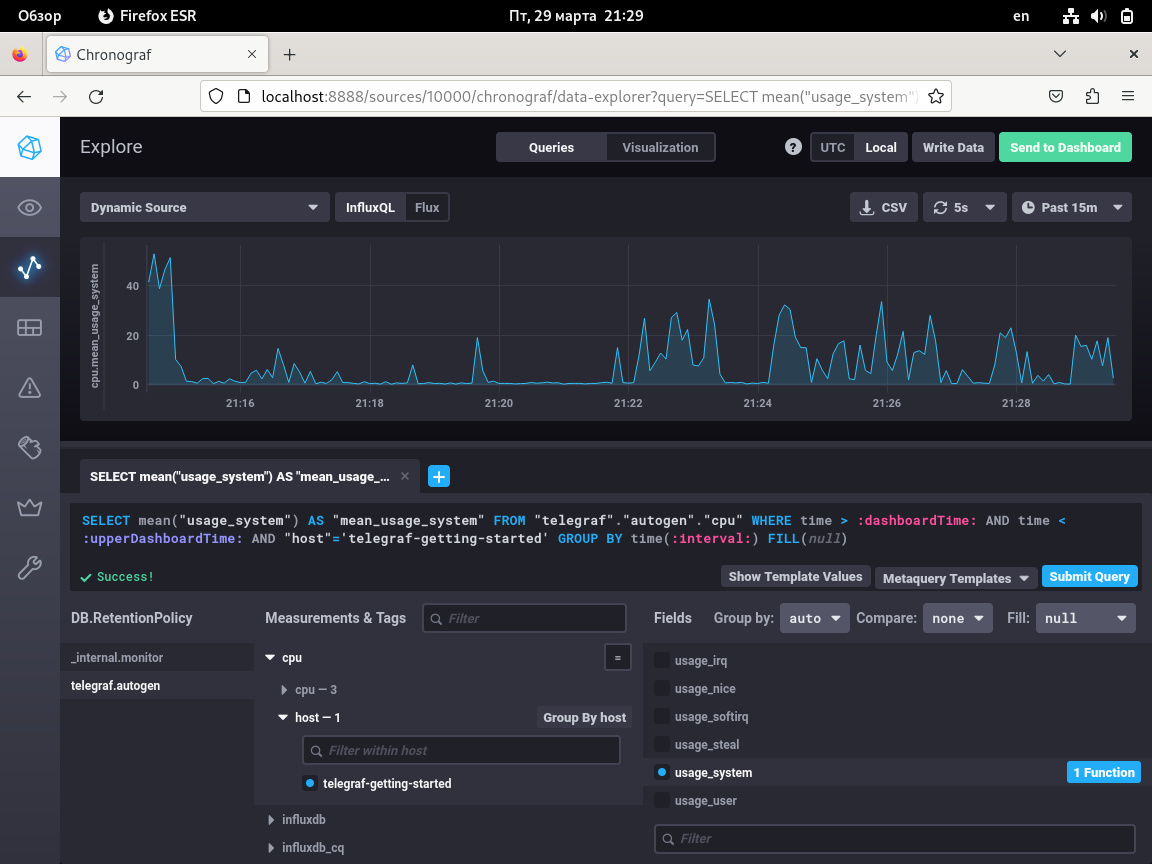 Обзор Firefox ESR Пт, 29 марта 21:29 en
Chronograf
localhost:8888/sources/10000/chronograf/data-explorer?query=SELECT mean("usage_system")
Explore Queries Visualization ? UTC Local Write Data Send to Dashboard
Dynamic Source InfluxQL Flux CSV 5s Past 15m
cpu.mean_usage_system
40
20
0
21:16 21:18 21:20 21:22 21:24 21:26 21:28
SELECT mean("usage_system") AS "mean_usage_...
SELECT mean("usage_system") AS "mean_usage_system" FROM "telegraf"."autogen"."cpu" WHERE time > :dashboardTime: AND time <
:upperDashboardTime: AND "host"='telegraf-getting-started' GROUP BY time(:interval:) FILL(null)
Success! Show Template Values Metaquery Templates Submit Query
DB.RetentionPolicy Measurements & Tags Filter Fields Group by: auto Compare: none Fill: null
_internal.monitor
telegraf.autogen
cpu =
cpu — 3
host — 1 Group By host
Filter within host
telegraf-getting-started
influxdb
influxdb_cq
usage_irq
usage_nice
usage_softirq
usage_steal
usage_system 1 Function
usage_user
Filter